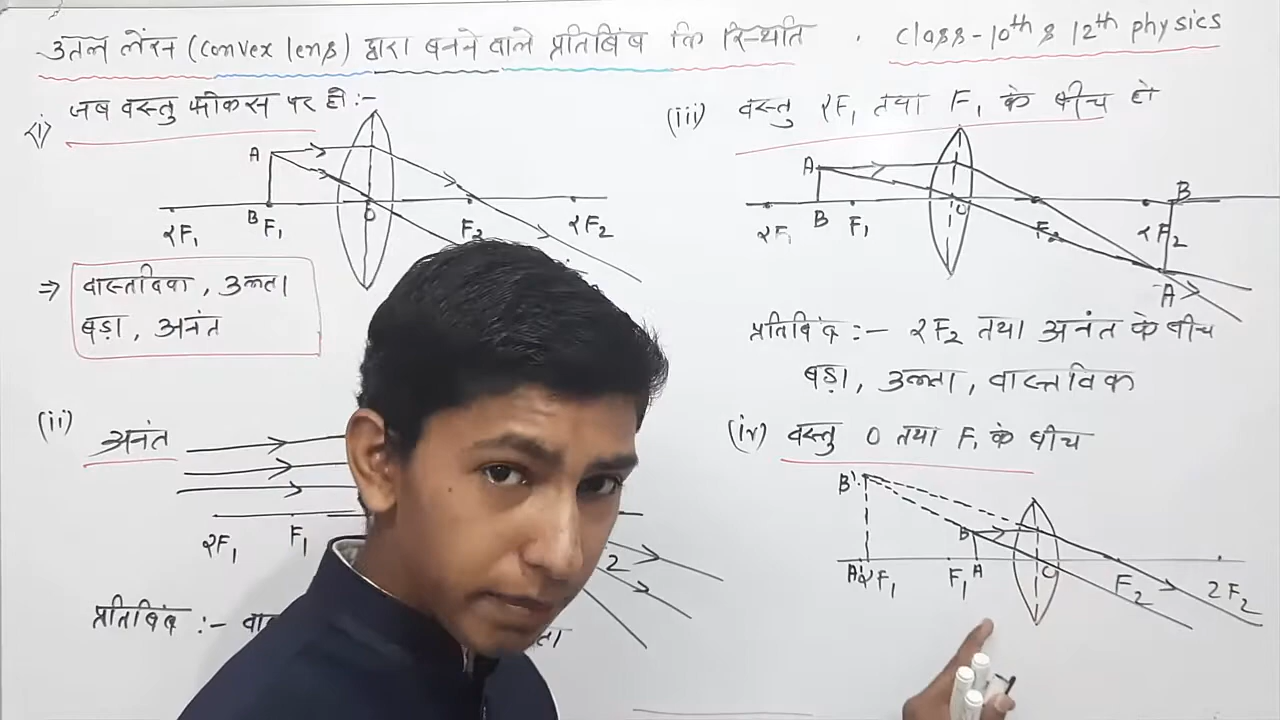 उतल लेंस (convex lens) द्वारा बनने वाले प्रतिबिंब कि स्थिति . Class-10th & 12th physics
(i) जब वस्तु फोकस पर हो :-
A
B F1 2F1 O F2 2F2
⇒ वास्तविक, उल्टा
बड़ा, अनंत
(ii) अनंत
2F1 F1 2
प्रतिबिंब :-
(iii) वस्तु 2F1 तथा F1 के बीच हो
A B
2F1 B F1 O F2 2F2
A
प्रतिबिंब :- 2F2 तथा अनंत के बीच
बड़ा, उल्टा, वास्तविक
(iv) वस्तु O तथा F1 के बीच
B'
B
A' 2F1 F1 A O F2 2F2